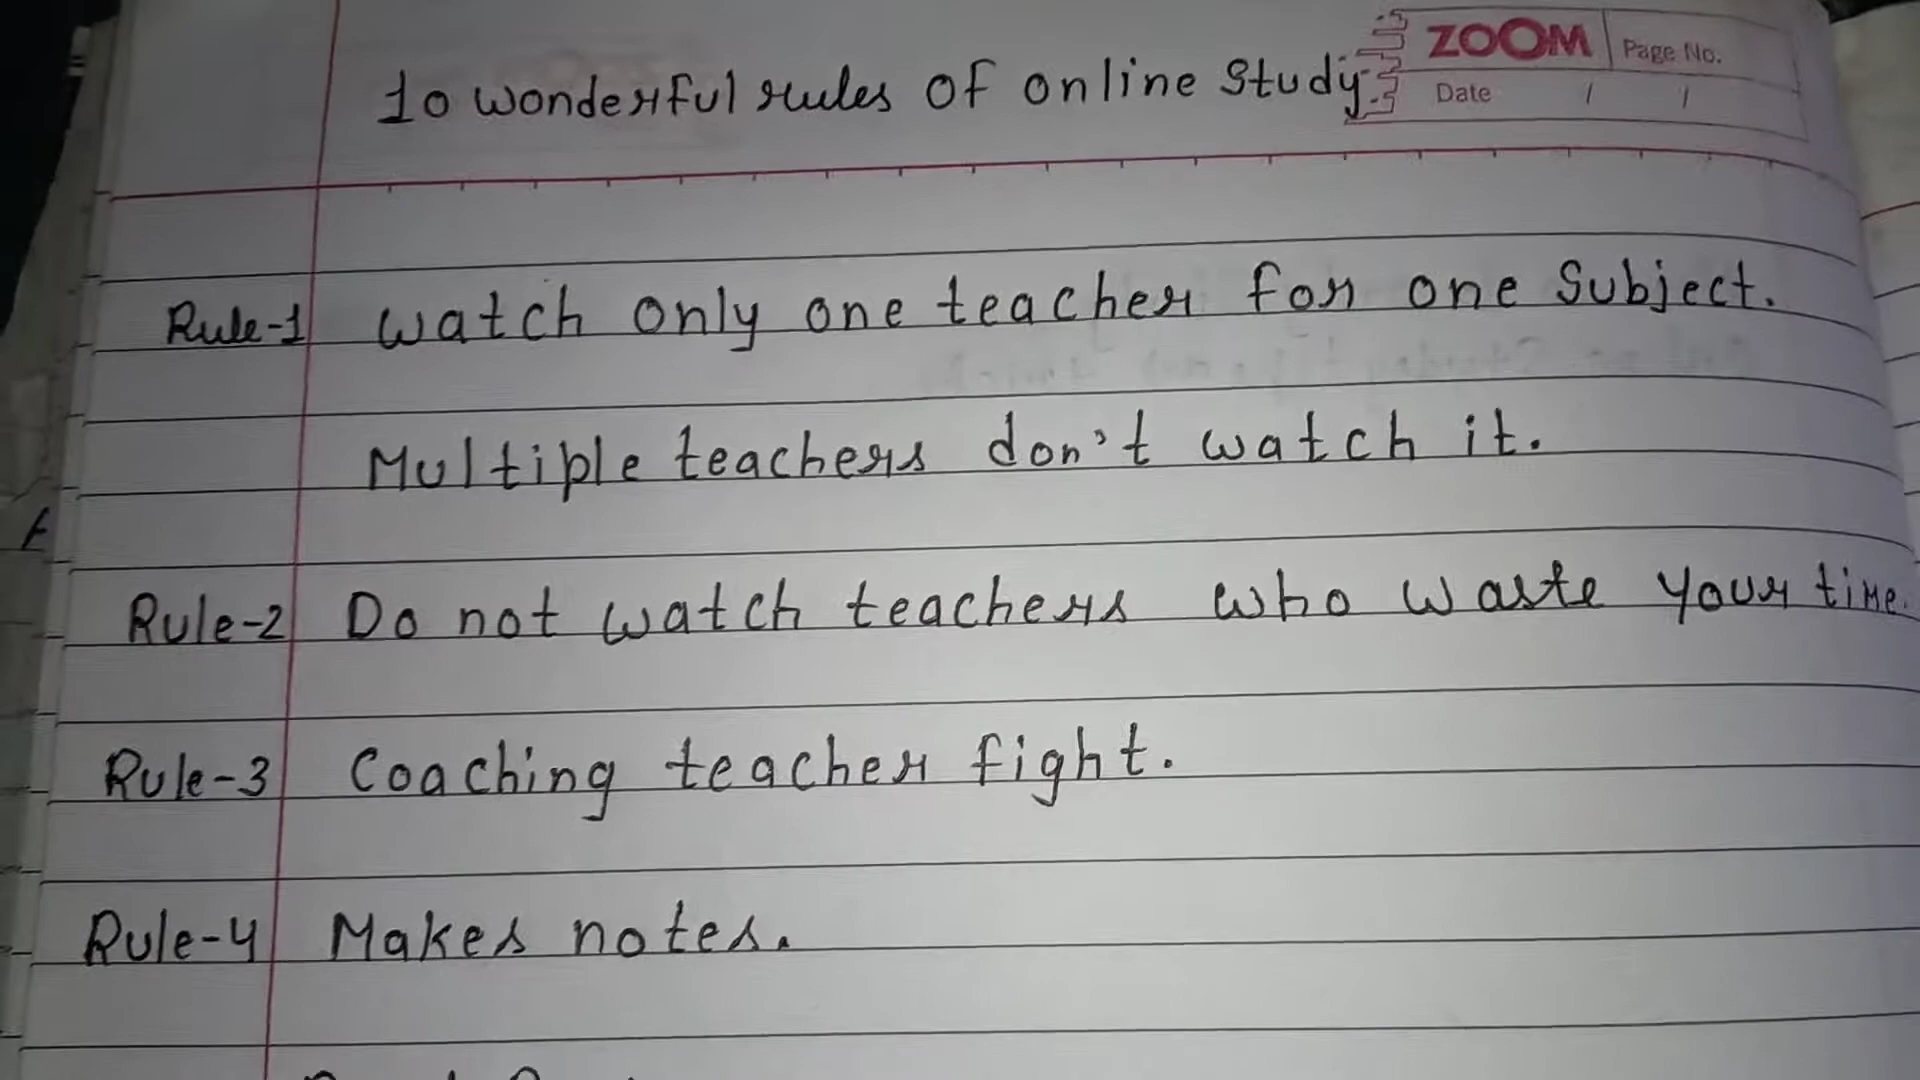 ZOOM Page No.
Date / /
10 wonderful rules of online study.
Rule-1 watch only one teacher for one subject.
Multiple teachers don't watch it.
Rule-2 Do not watch teachers who waste your time.
Rule-3 Coaching teacher fight.
Rule-4 Makes notes.